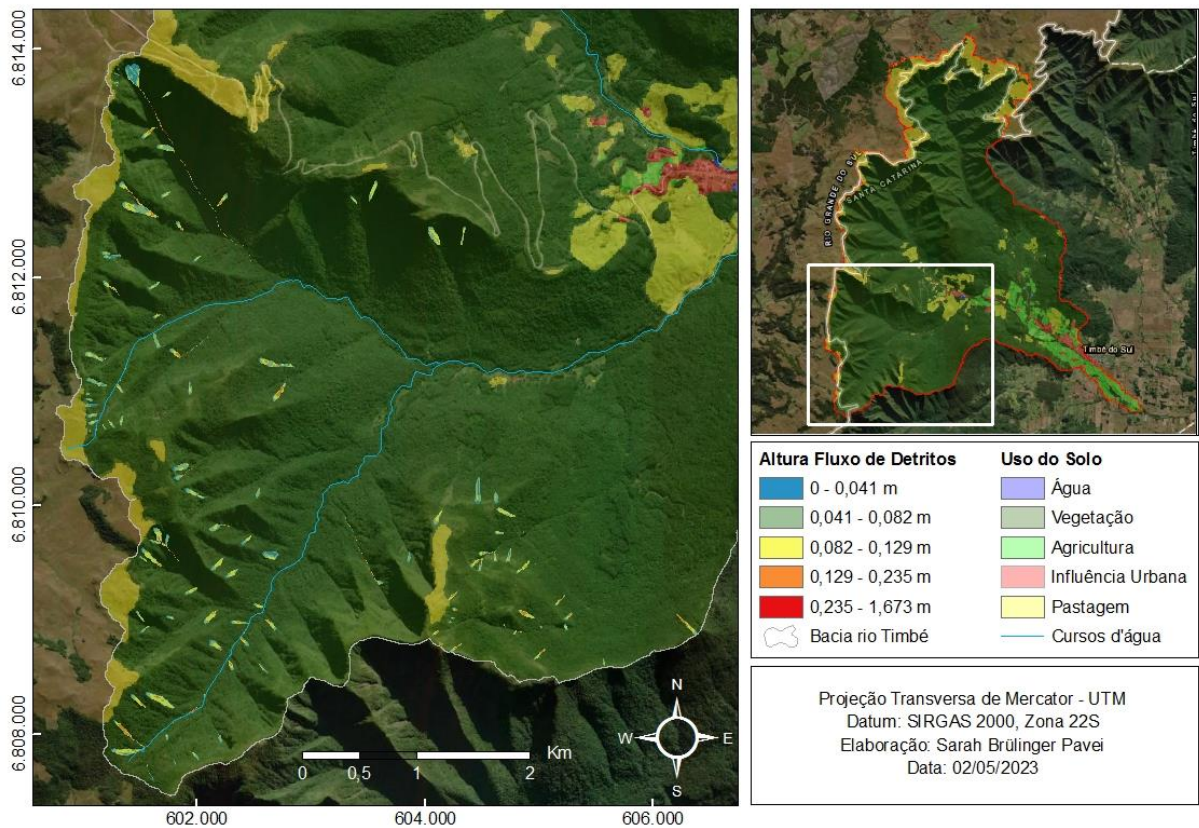 6.814.000
6.812.000
6.810.000
6.808.000
602.000
604.000
606.000
N
W
E
S
Km
0
0,5
1
2
RIO GRANDE DO SUL
SANTA CATARINA
Timbé do Sul
Altura Fluxo de Detritos
0 - 0,041 m
0,041 - 0,082 m
0,082 - 0,129 m
0,129 - 0,235 m
0,235 - 1,673 m
Bacia rio Timbé
Uso do Solo
Água
Vegetação
Agricultura
Influência Urbana
Pastagem
Cursos d'água
Projeção Transversa de Mercator - UTM
Datum: SIRGAS 2000, Zona 22S
Elaboração: Sarah Brülinger Pavei
Data: 02/05/2023